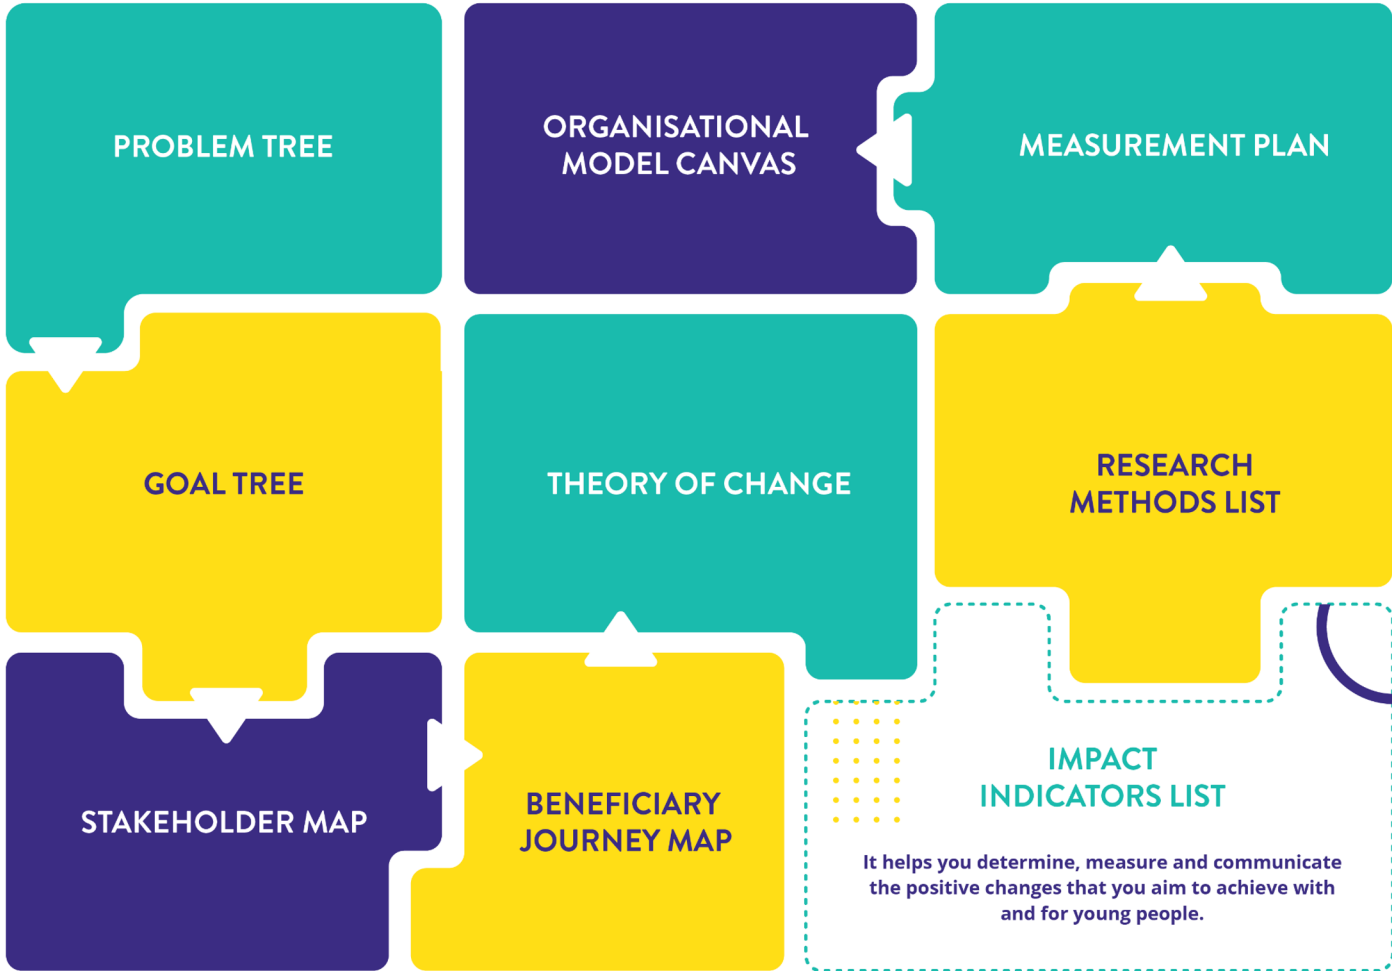 PROBLEM TREE
ORGANISATIONAL
MODEL CANVAS
MEASUREMENT PLAN
GOAL TREE
THEORY OF CHANGE
RESEARCH
METHODS LIST
STAKEHOLDER MAP
BENEFICIARY
JOURNEY MAP
IMPACT
INDICATORS LIST
It helps you determine, measure and communicate
the positive changes that you aim to achieve with
and for young people.